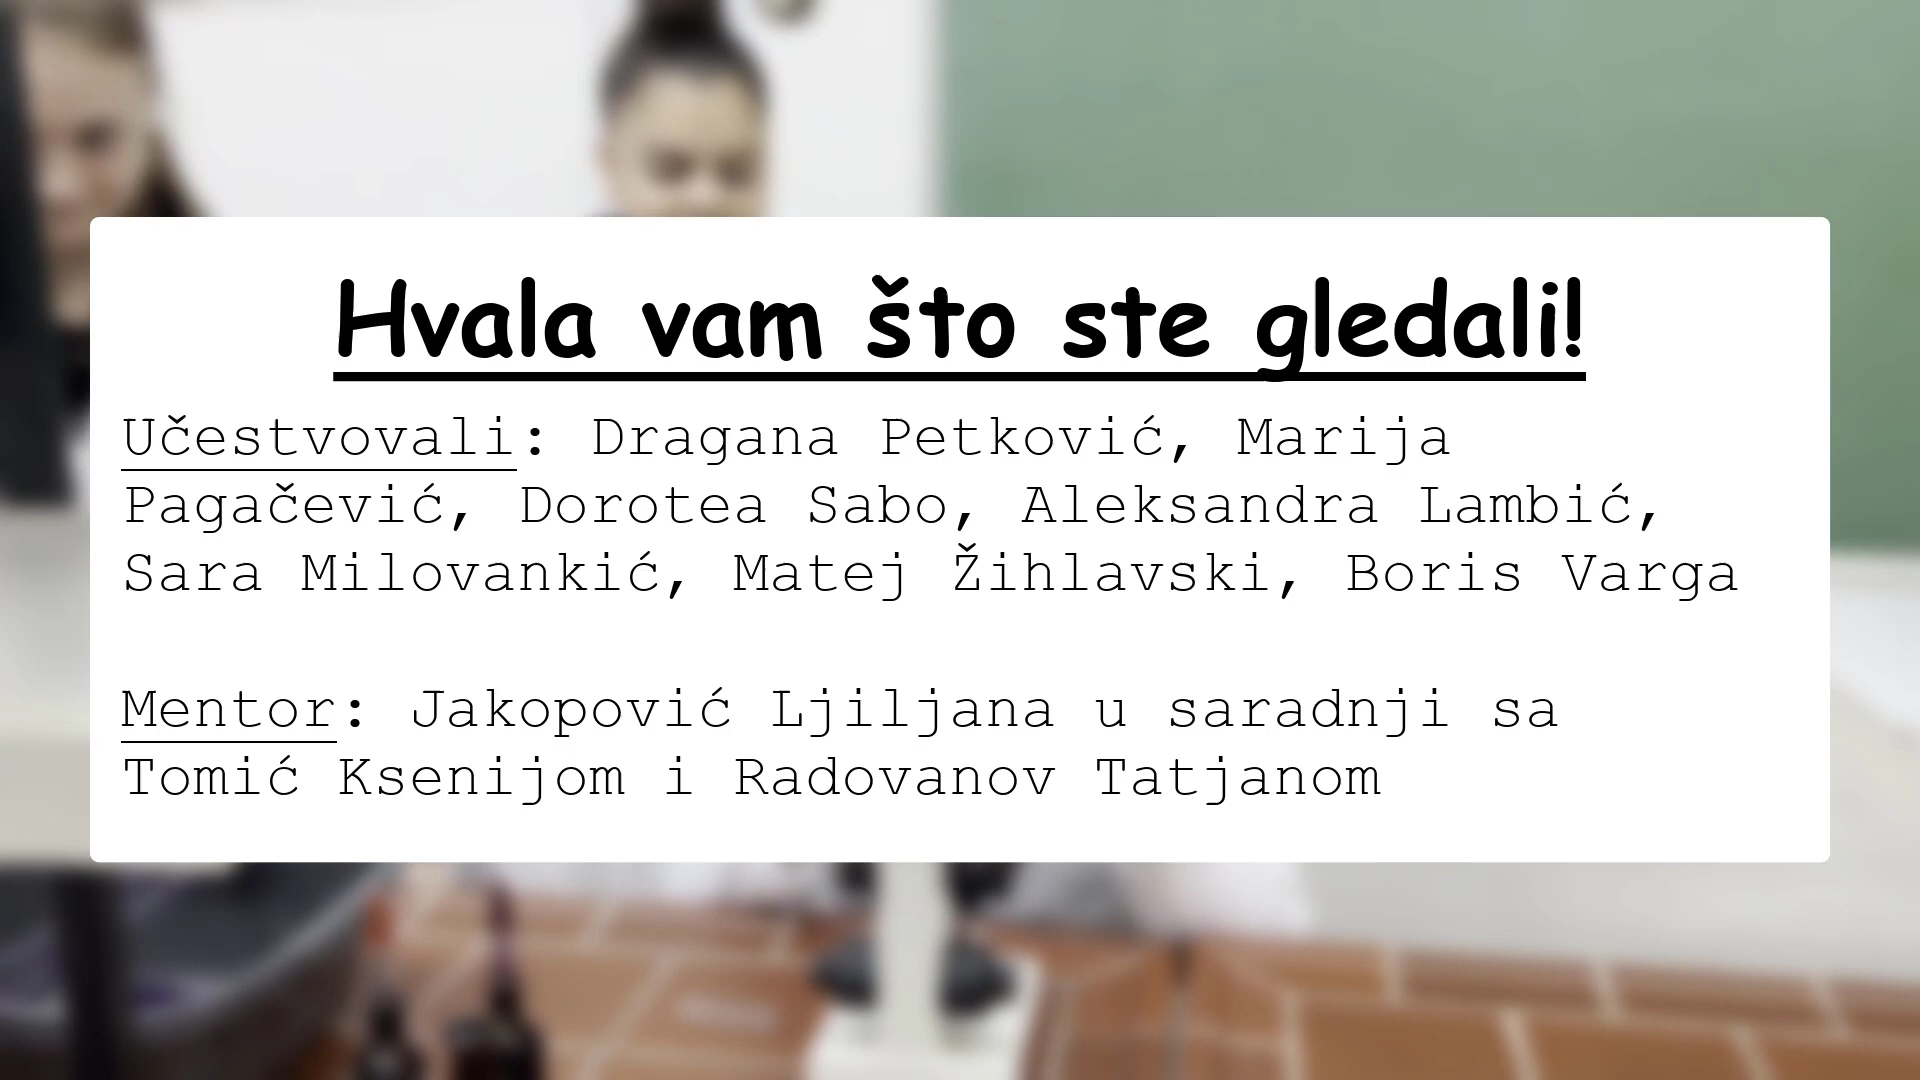 Hvala vam što ste gledali!
Učestvovali: Dragana Petković, Marija
Pagačević, Dorotea Sabo, Aleksandra Lambić,
Sara Milovankić, Matej Žihlavski, Boris Varga
Mentor: Jakopović Ljiljana u saradnji sa
Tomić Ksenijom i Radovanov Tatjanom